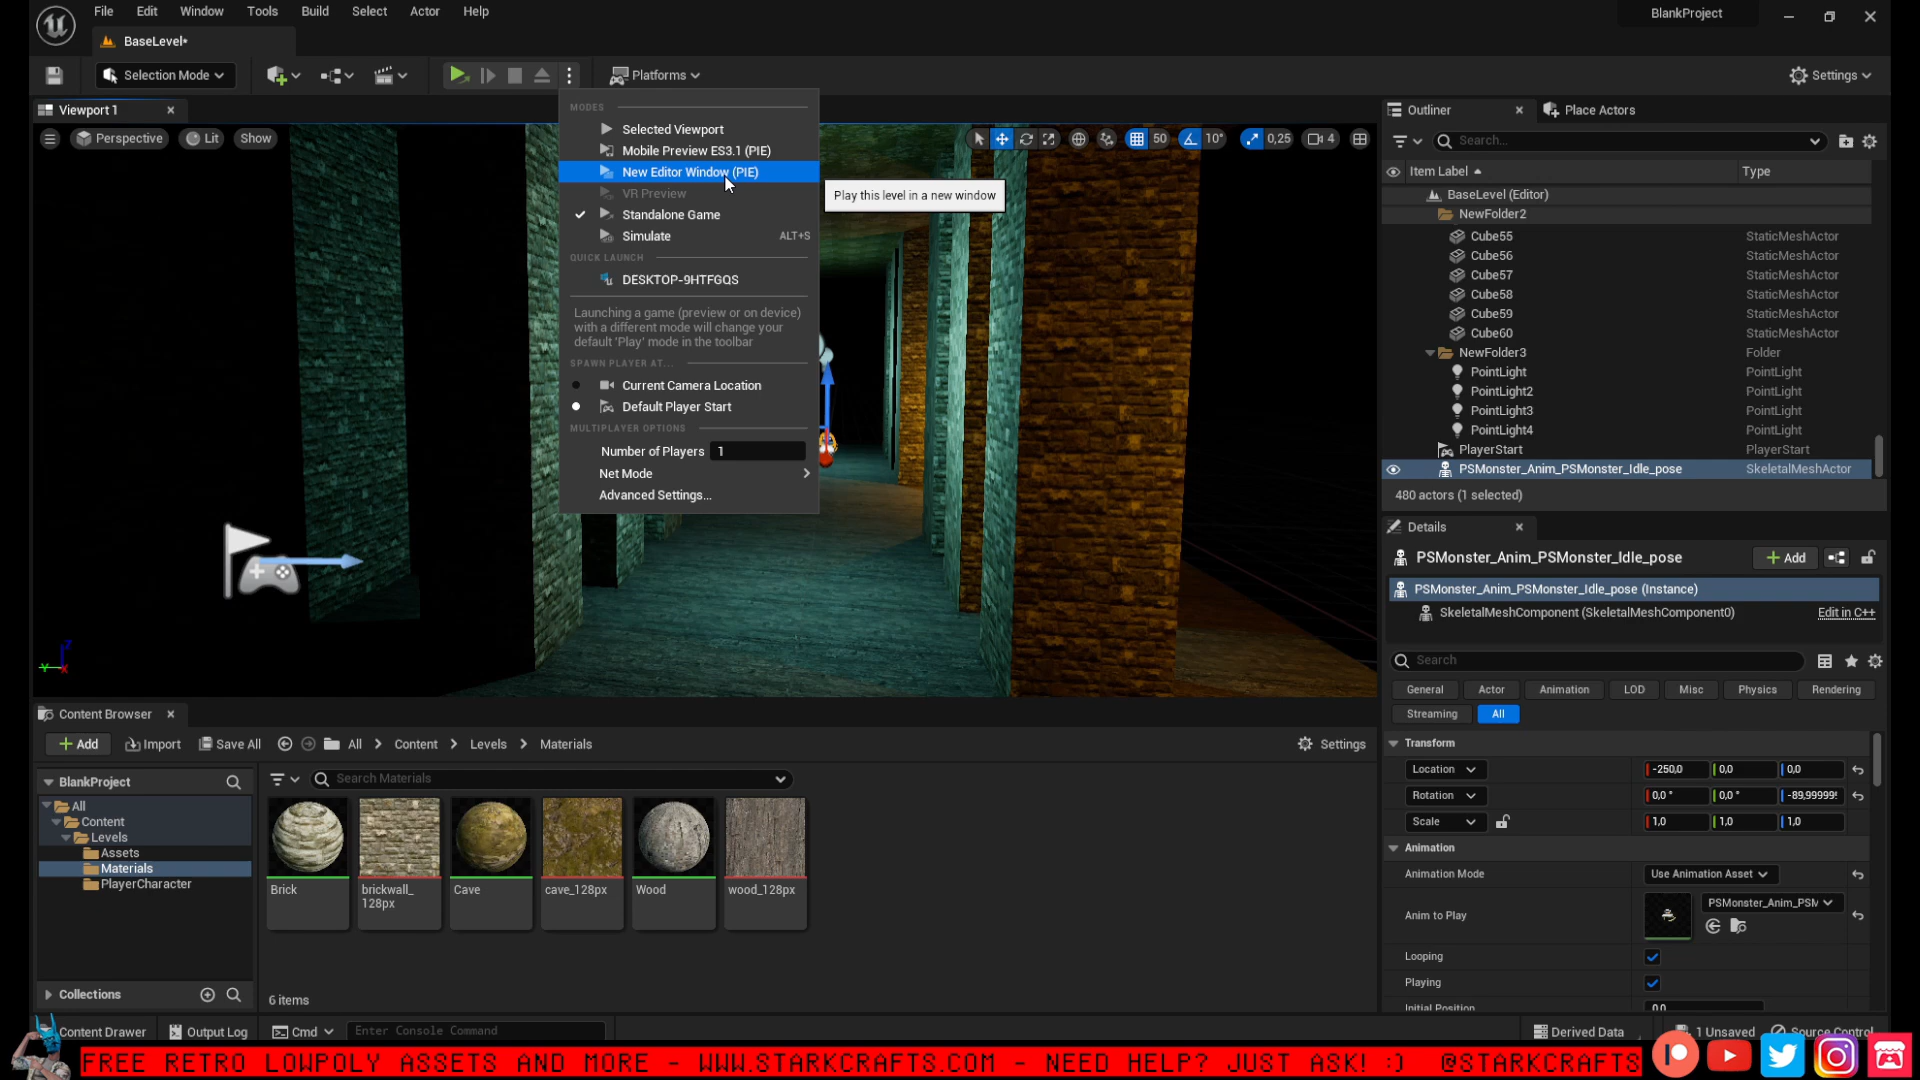 File Edit Window Tools Build Select Actor Help
BlankProject
BaseLevel*
Selection Mode
Platforms
Settings
Viewport 1
Perspective Lit Show
50 10° 0,25 4
MODES
Selected Viewport
Mobile Preview ES3.1 (PIE)
New Editor Window (PIE)
VR Preview
Standalone Game
Simulate ALT+S
QUICK LAUNCH
DESKTOP-9HTFGQS
Launching a game (preview or on device)
with a different mode will change your
default 'Play' mode in the toolbar
SPAWN PLAYER AT...
Current Camera Location
Default Player Start
MULTIPLAYER OPTIONS
Number of Players 1
Net Mode
Advanced Settings...
Play this level in a new window
Outliner Place Actors
Search...
Item Label Type
BaseLevel (Editor)
NewFolder2
Cube55 StaticMeshActor
Cube56 StaticMeshActor
Cube57 StaticMeshActor
Cube58 StaticMeshActor
Cube59 StaticMeshActor
Cube60 StaticMeshActor
NewFolder3 Folder
PointLight PointLight
PointLight2 PointLight
PointLight3 PointLight
PointLight4 PointLight
PlayerStart PlayerStart
PSMonster_Anim_PSMonster_Idle_pose SkeletalMeshActor
480 actors (1 selected)
Details
PSMonster_Anim_PSMonster_Idle_pose Add
PSMonster_Anim_PSMonster_Idle_pose (Instance)
SkeletalMeshComponent (SkeletalMeshComponent0) Edit in C++
Search
General Actor Animation LOD Misc Physics Rendering
Streaming All
Transform
Location -250,0 0,0 0,0
Rotation 0,0 ° 0,0 ° -89,99999
Scale 1,0 1,0 1,0
Animation
Animation Mode Use Animation Asset
Anim to Play PSMonster_Anim_PSM
Looping
Playing
Initial Position 0,0
Content Browser
Add Import Save All All Content Levels Materials Settings
BlankProject
Search Materials
All
Content
Levels
Assets
Materials
PlayerCharacter
Brick
brickwall_
128px
Cave
cave_128px
Wood
wood_128px
Collections
6 items
Content Drawer Output Log Cmd Enter Console Command Derived Data 1 Unsaved Source Control
FREE RETRO LOWPOLY ASSETS AND MORE - WWW.STARKCRAFTS.COM - NEED HELP? JUST ASK! :) @STARKCRAFTS